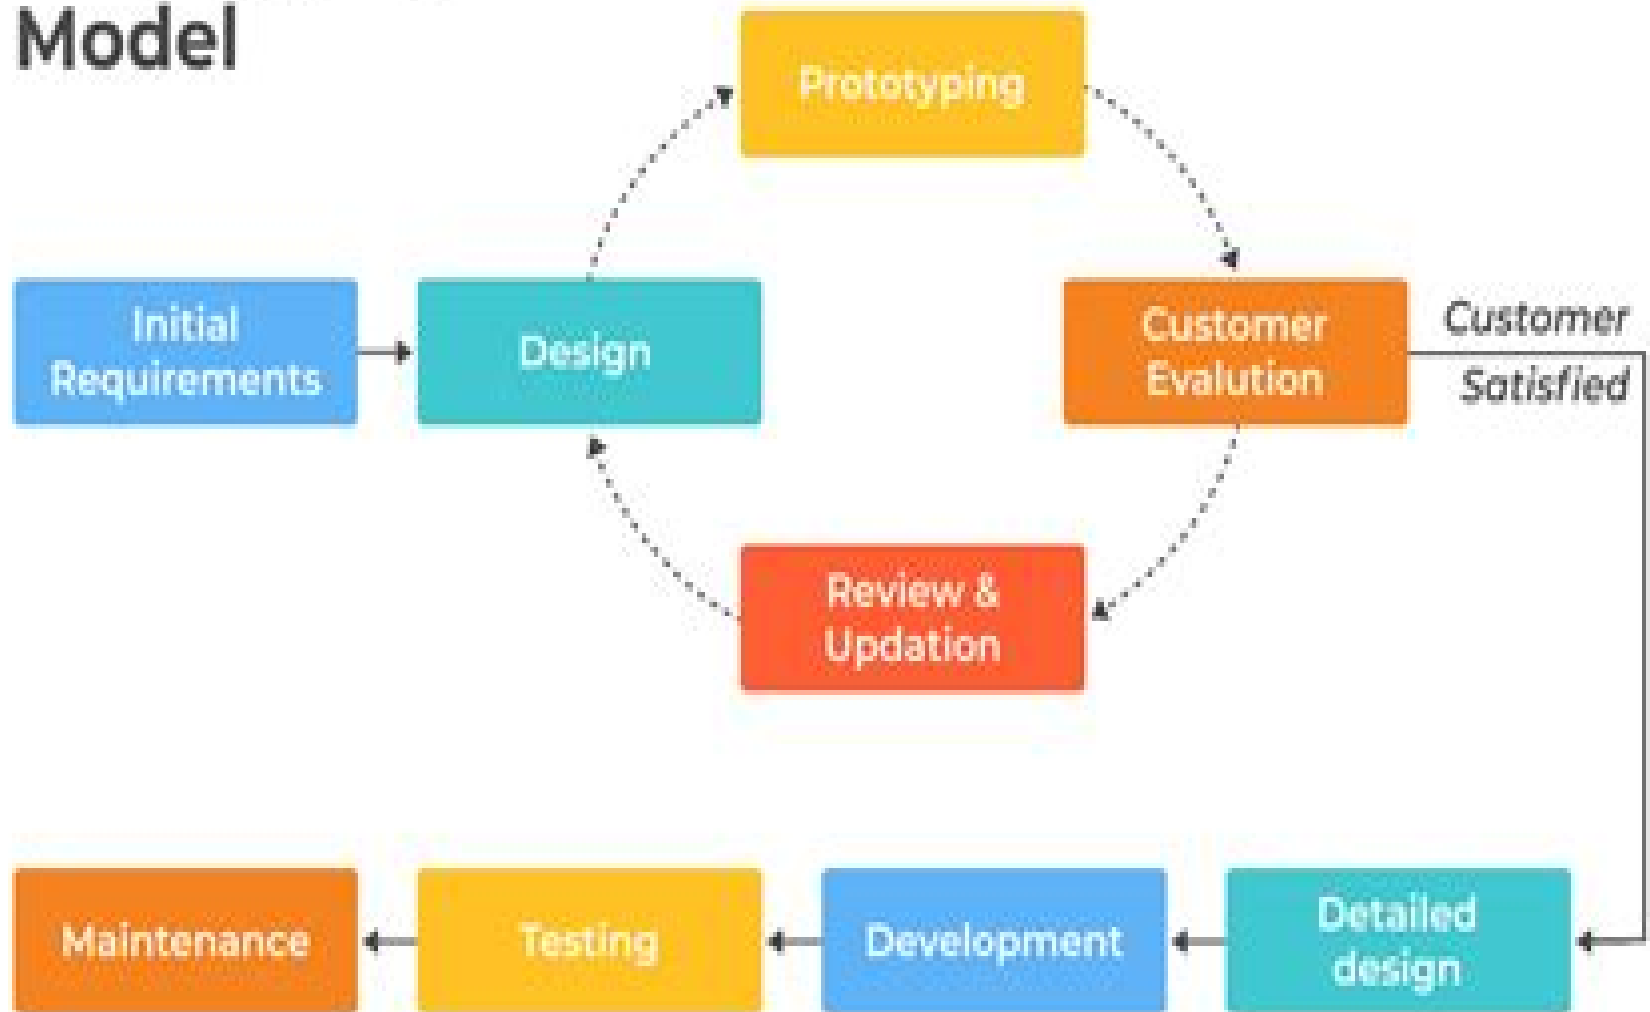 Model
Prototyping
Initial
Requirements
Design
Customer
Evalution
Customer
Satisfied
Review &
Updation
Maintenance
Testing
Development
Detailed
design